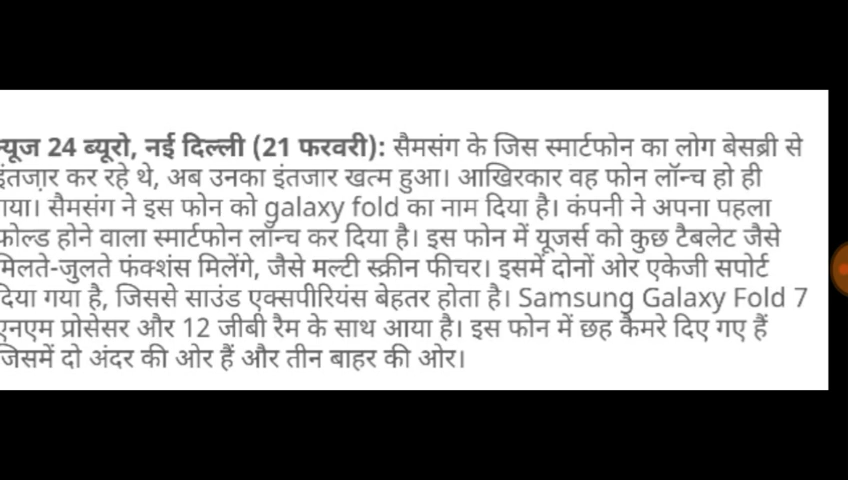 न्यूज 24 ब्यूरो, नई दिल्ली (21 फरवरी): सैमसंग के जिस स्मार्टफोन का लोग बेसब्री से
इंतज़ार कर रहे थे, अब उनका इंतजार खत्म हुआ। आखिरकार वह फोन लॉन्च हो ही
गया। सैमसंग ने इस फोन को galaxy fold का नाम दिया है। कंपनी ने अपना पहला
फोल्ड होने वाला स्मार्टफोन लॉन्च कर दिया है। इस फोन में यूजर्स को कुछ टैबलेट जैसे
मिलते-जुलते फंक्शंस मिलेंगे, जैसे मल्टी स्क्रीन फीचर। इसमें दोनों ओर एकेजी सपोर्ट
दिया गया है, जिससे साउंड एक्सपीरियंस बेहतर होता है। Samsung Galaxy Fold 7
एनएम प्रोसेसर और 12 जीबी रैम के साथ आया है। इस फोन में छह कैमरे दिए गए हैं
जिसमें दो अंदर की ओर हैं और तीन बाहर की ओर।